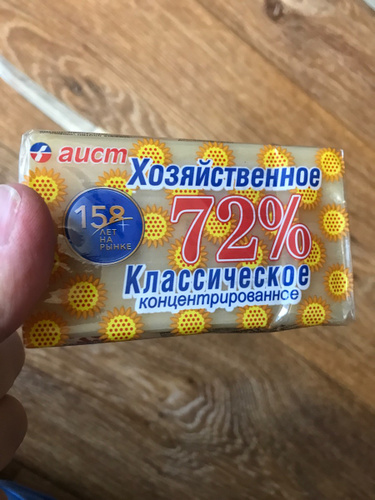 аист
Хозяйственное
158+
ЛЕТ
НА
РЫНКЕ
72%
Классическое
концентрированное